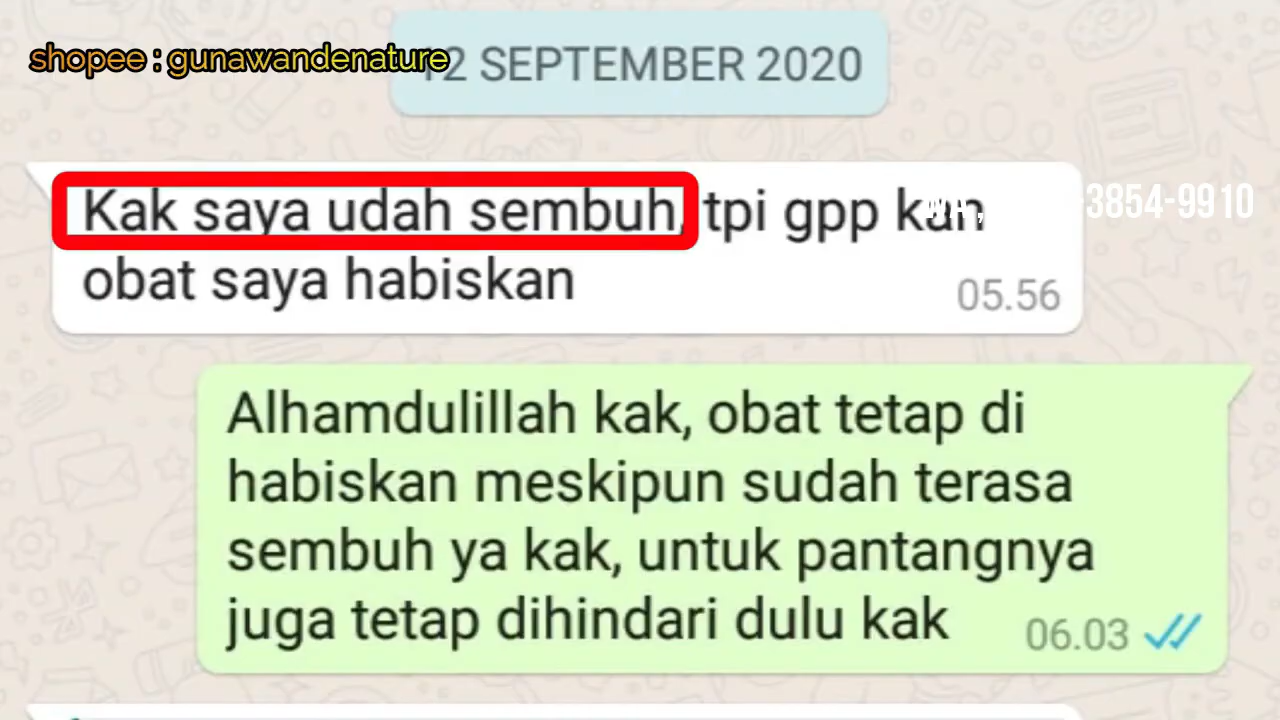 shopee : gunawandenature
12 SEPTEMBER 2020
Kak saya udah sembuh, tpi gpp kan
3854-9910
obat saya habiskan
05.56
Alhamdulillah kak, obat tetap di
habiskan meskipun sudah terasa
sembuh ya kak, untuk pantangnya
juga tetap dihindari dulu kak
06.03